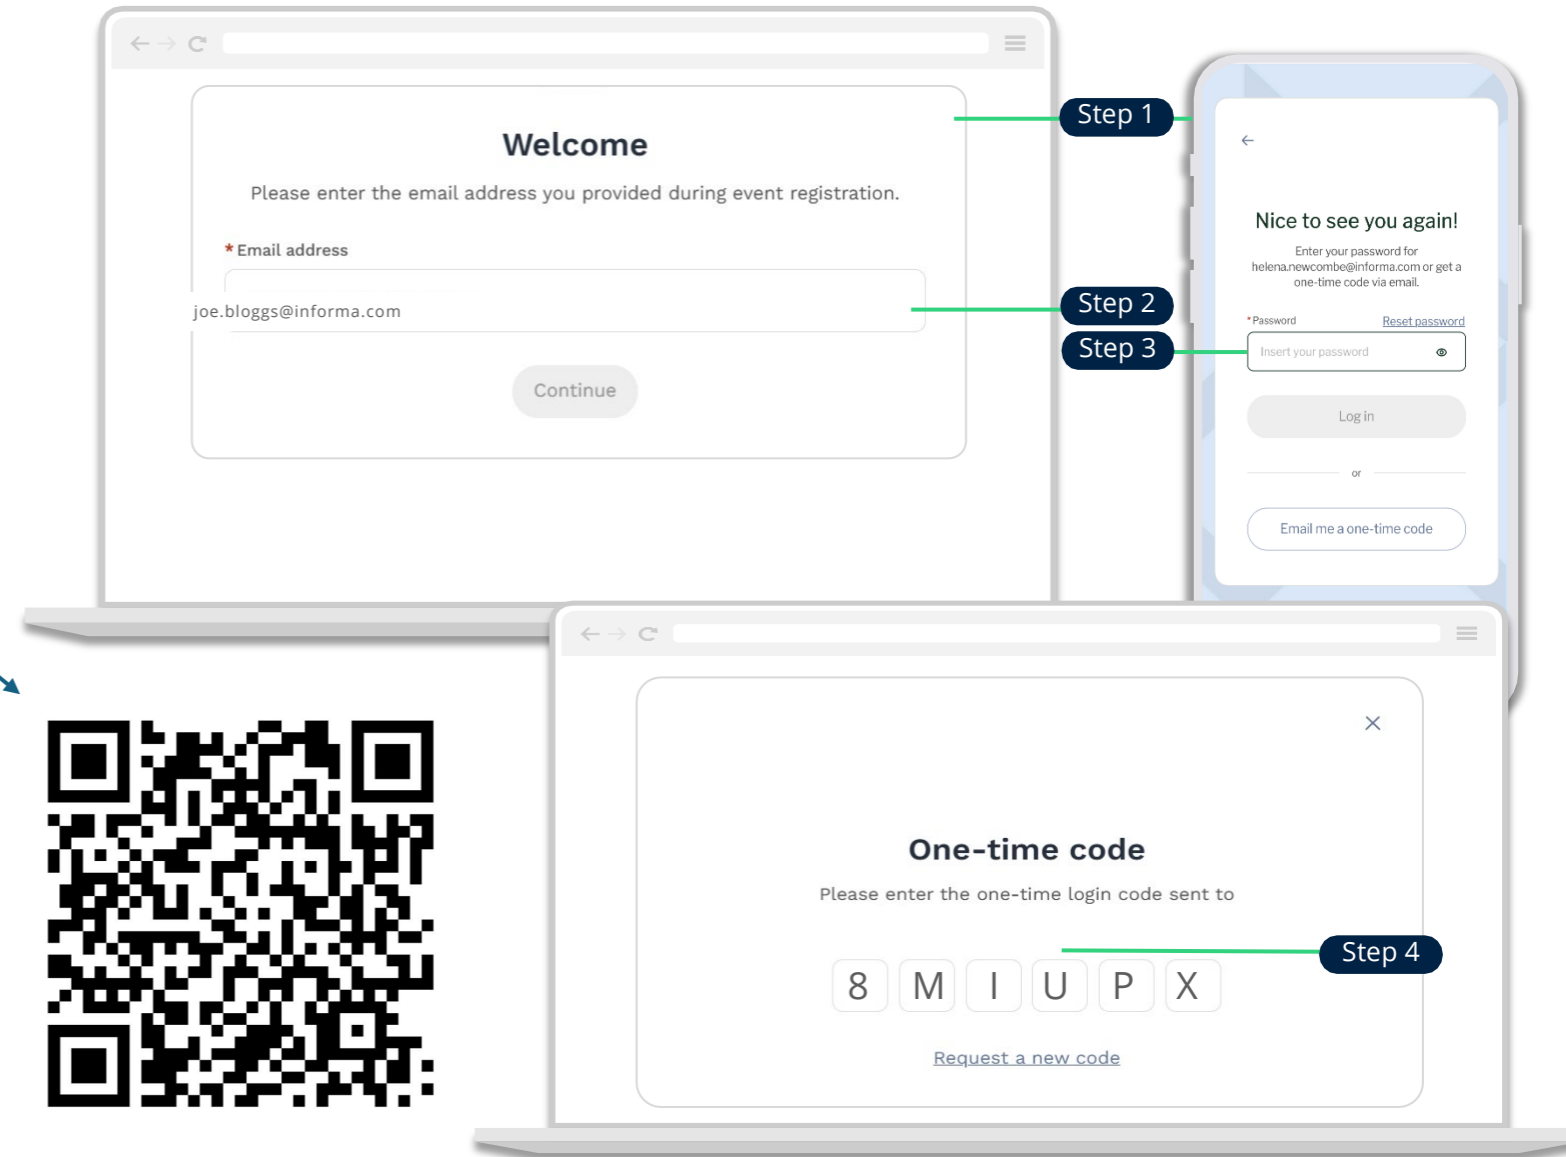 Welcome
Please enter the email address you provided during event registration.
* Email address
joe.bloggs@informa.com
Continue
Step 1
Step 2
Step 3
Nice to see you again!
Enter your password for
helena.newcombe@informa.com or get a
one-time code via email.
* Password Reset password
Insert your password
Log in
or
Email me a one-time code
One-time code
Please enter the one-time login code sent to
Step 4
8 M I U P X
Request a new code